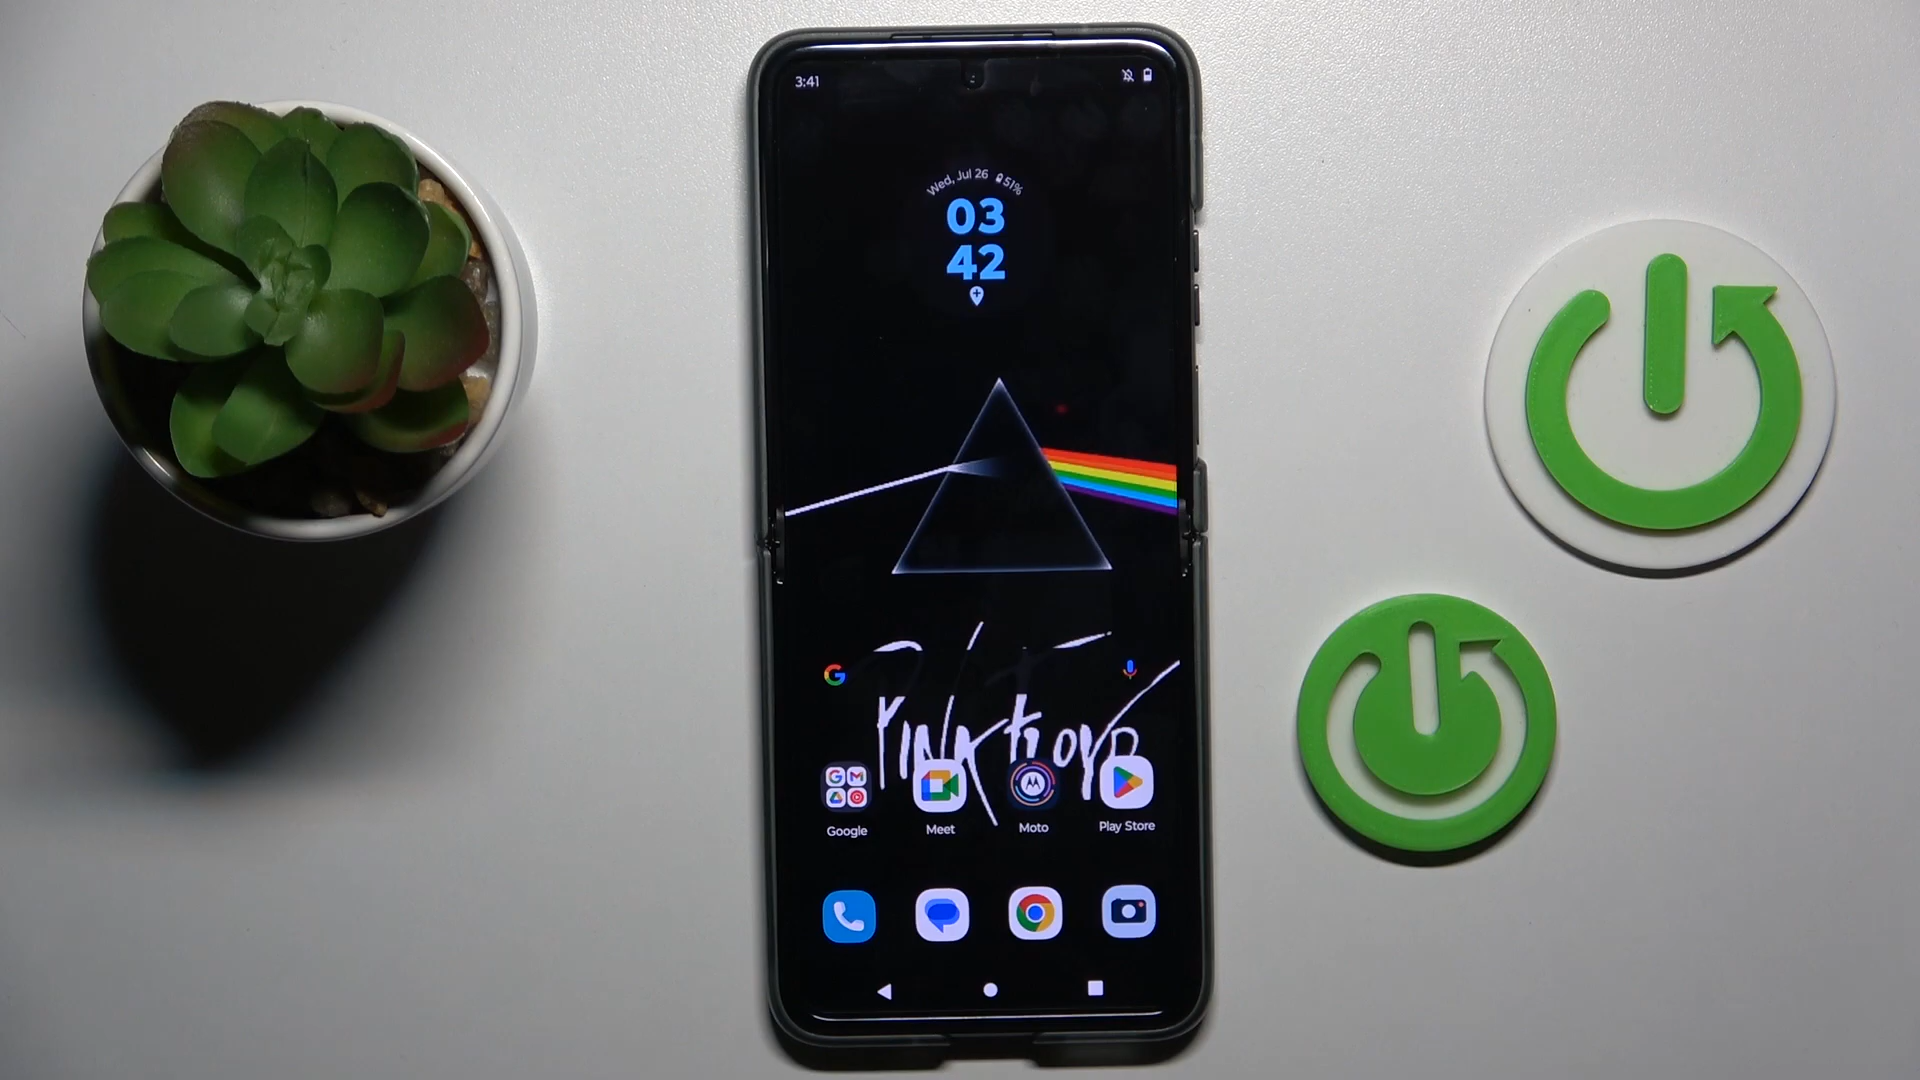 3:41
Wed, Jul 26 51%
03
42
PINK FLOYD
Google Meet Moto Play Store